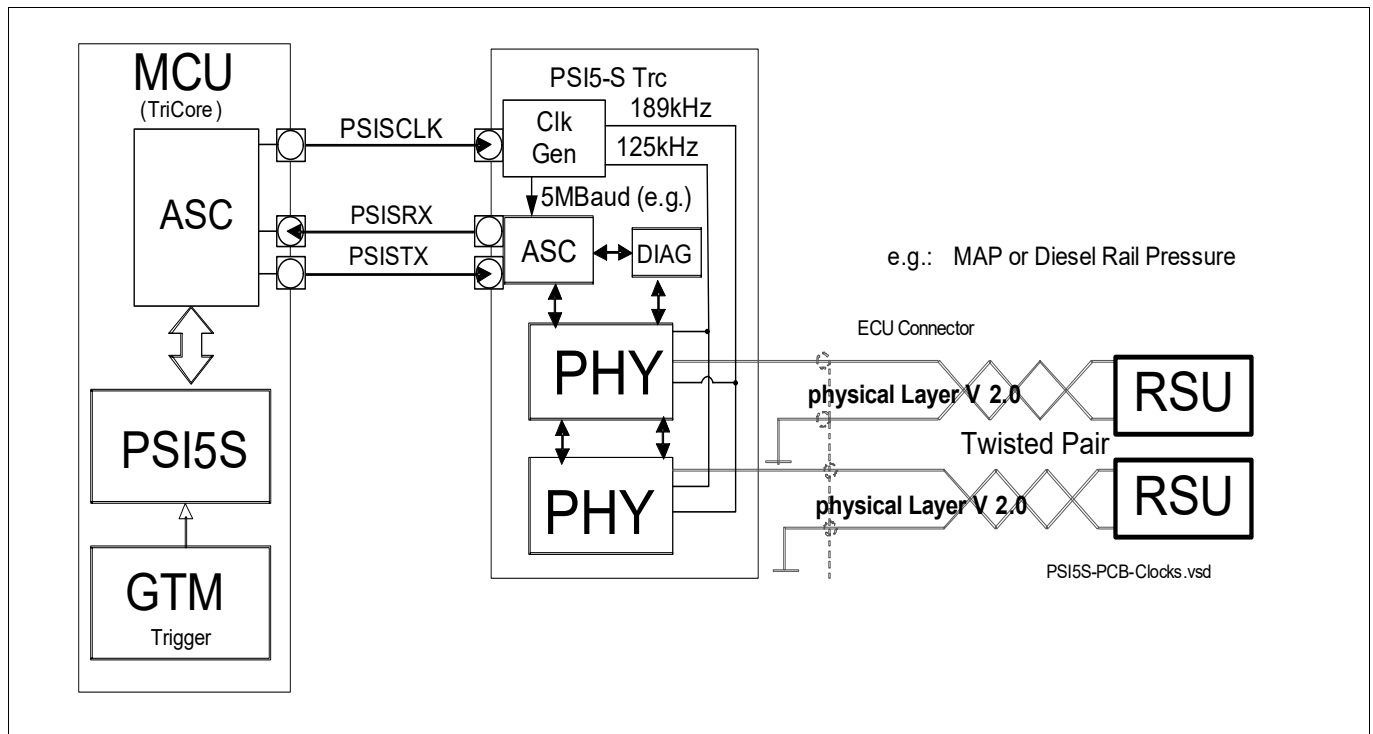 MCU
(TriCore)
ASC
PSI5S
GTM
Trigger
PSISCLK
PSISRX
PSISTX
PSI5-S Trc
Clk
Gen
189kHz
125kHz
5MBaud (e.g.)
ASC
DIAG
PHY
PHY
e.g.: MAP or Diesel Rail Pressure
ECU Connector
physical Layer V 2.0
RSU
Twisted Pair
physical Layer V 2.0
RSU
PSI5S-PCB-Clocks.vsd